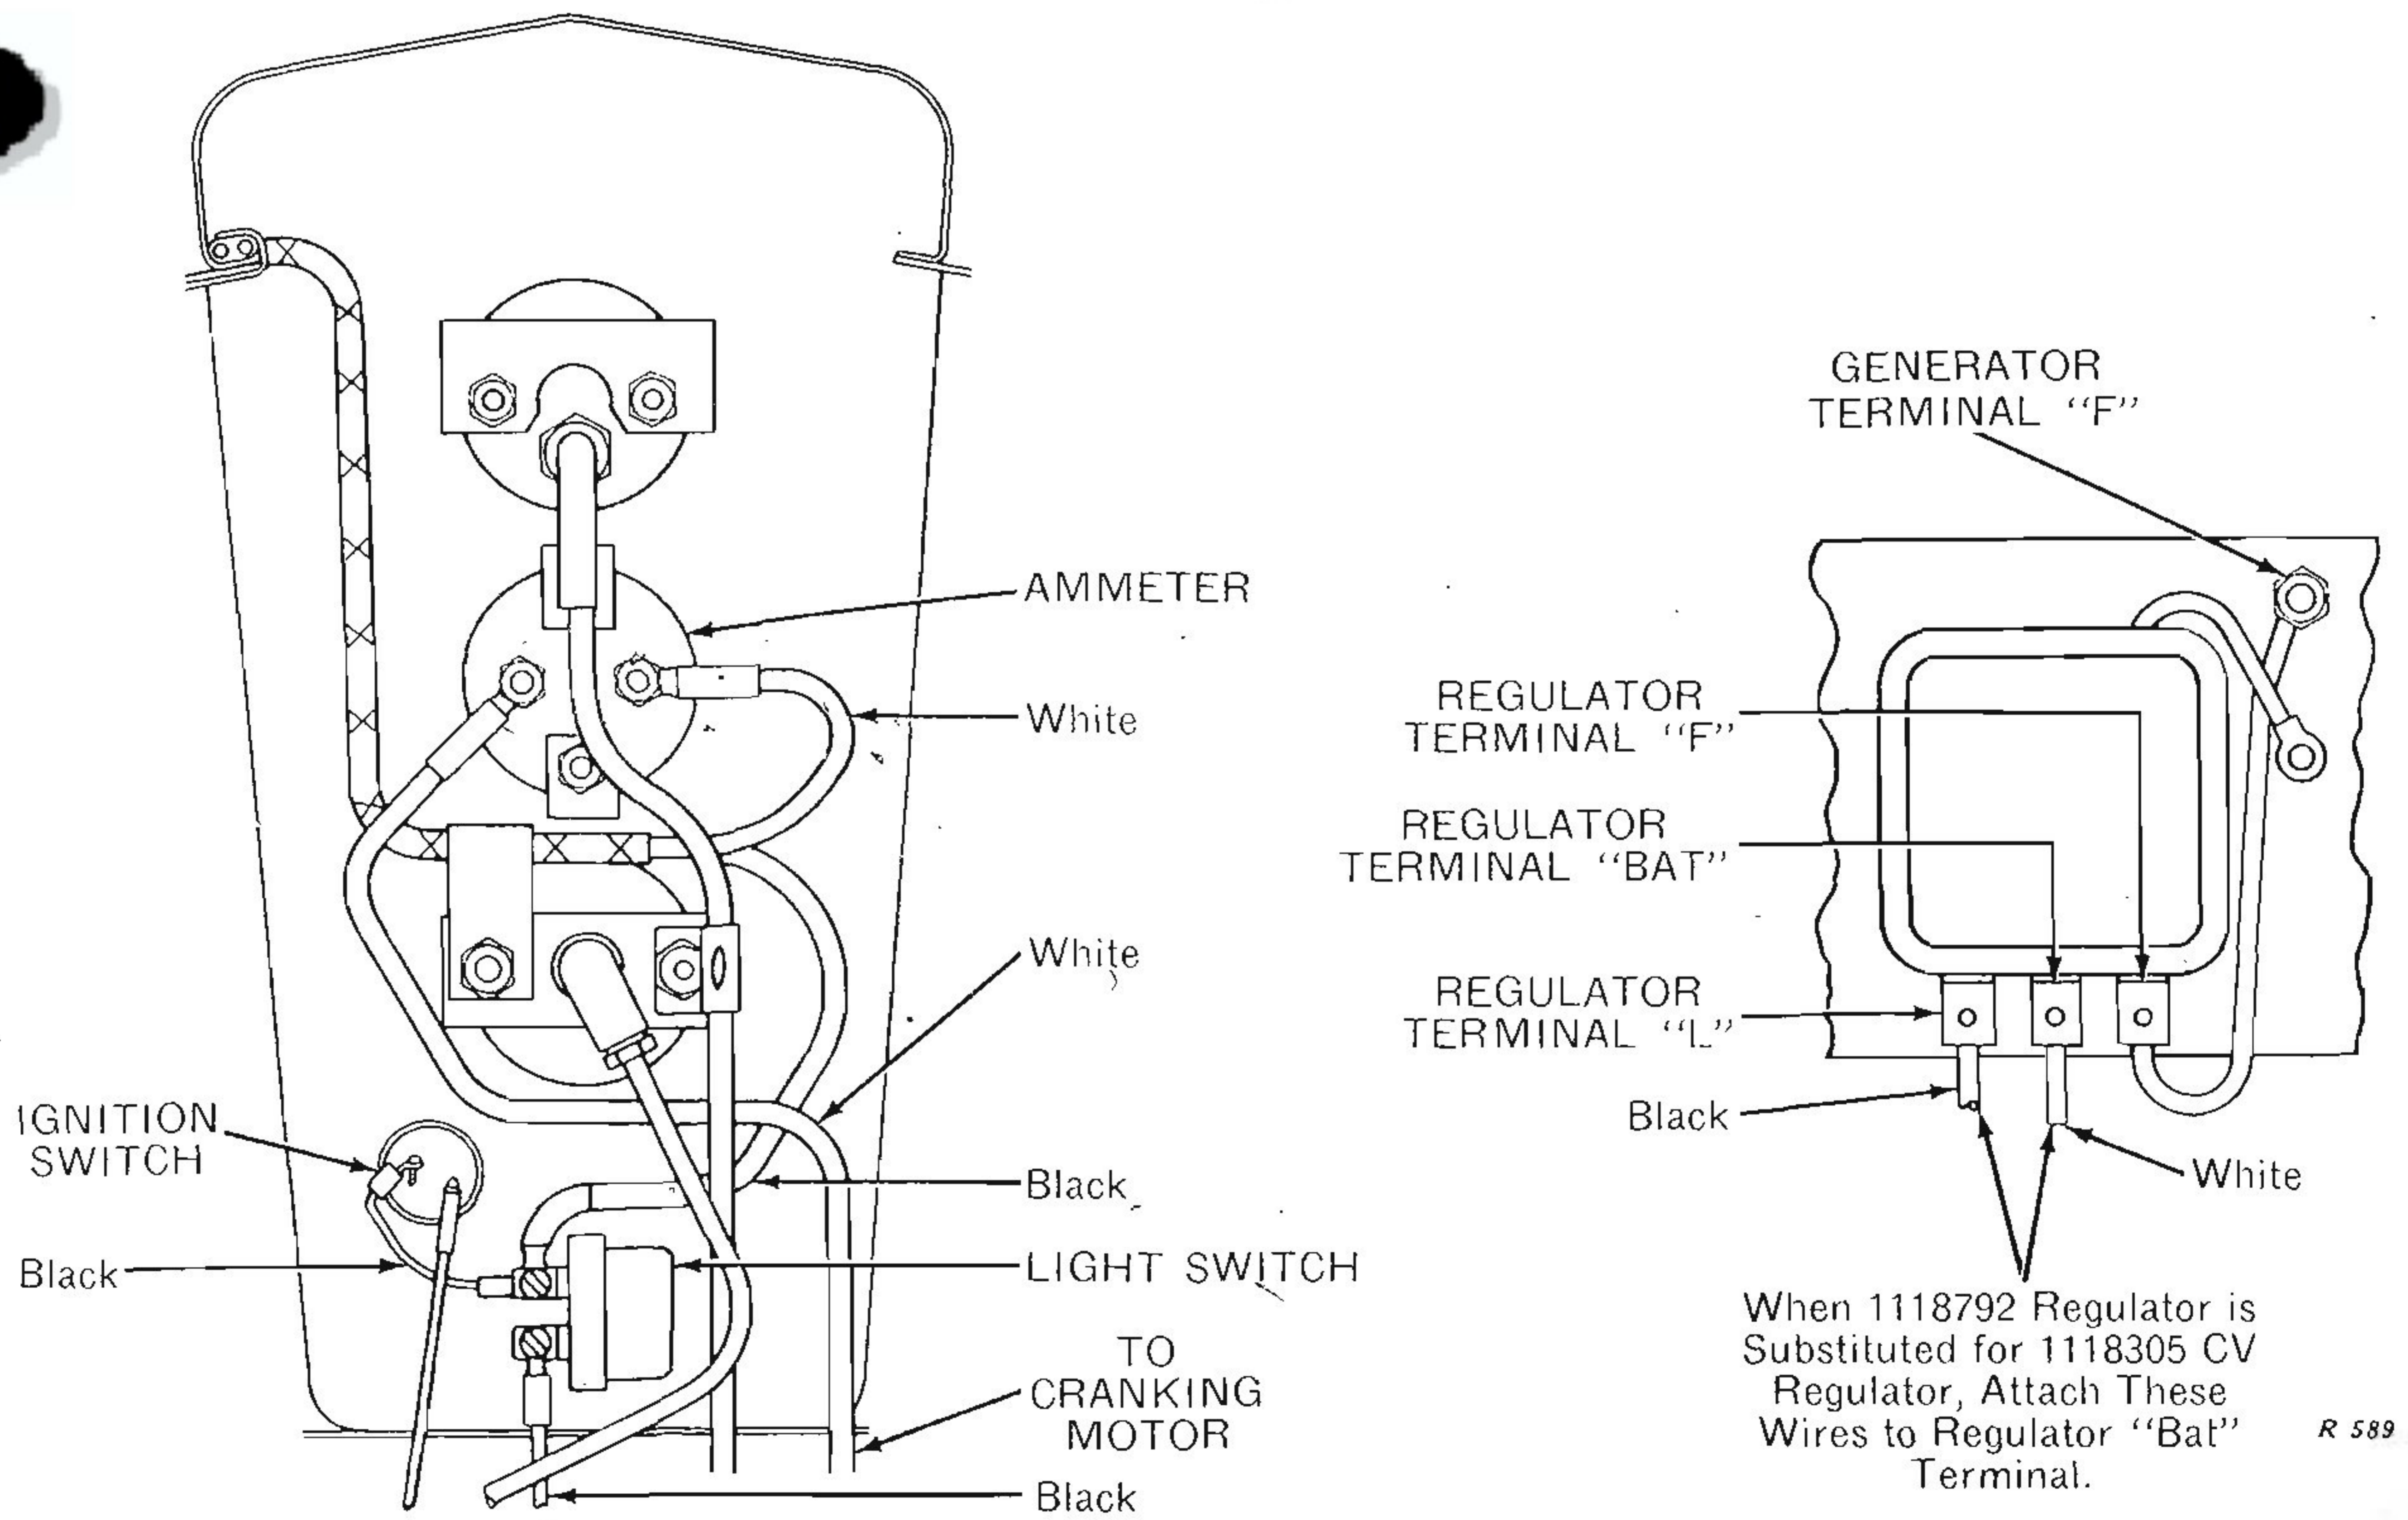 AMMETER
White
White
IGNITION
SWITCH
Black
Black
LIGHT SWITCH
TO
CRANKING
MOTOR
Black
GENERATOR
TERMINAL “F”
REGULATOR
TERMINAL “F”
REGULATOR
TERMINAL “BAT”
REGULATOR
TERMINAL “L”
Black
White
When 1118792 Regulator is
Substituted for 1118305 CV
Regulator, Attach These
Wires to Regulator “Bat”
Terminal.
R 589